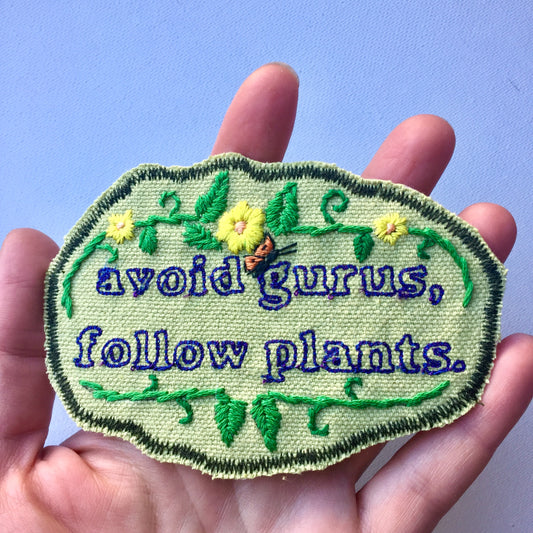 avoid gurus,
follow plants.